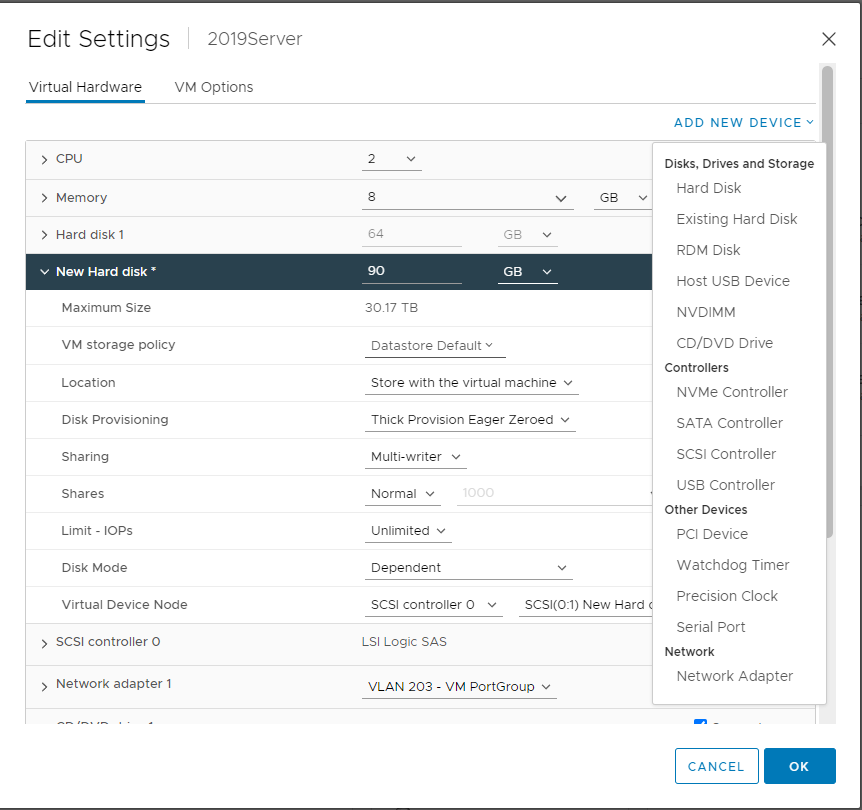 Edit Settings | 2019Server
Virtual Hardware VM Options
ADD NEW DEVICE
CPU 2
Memory 8 GB
Hard disk 1 64 GB
New Hard disk * 90 GB
Maximum Size 30.17 TB
VM storage policy Datastore Default
Location Store with the virtual machine
Disk Provisioning Thick Provision Eager Zeroed
Sharing Multi-writer
Shares Normal 1000
Limit - IOPs Unlimited
Disk Mode Dependent
Virtual Device Node SCSI controller 0 SCSI(0:1) New Hard
SCSI controller 0 LSI Logic SAS
Network adapter 1 VLAN 203 - VM PortGroup
Disks, Drives and Storage
Hard Disk
Existing Hard Disk
RDM Disk
Host USB Device
NVDIMM
CD/DVD Drive
Controllers
NVMe Controller
SATA Controller
SCSI Controller
USB Controller
Other Devices
PCI Device
Watchdog Timer
Precision Clock
Serial Port
Network
Network Adapter
CANCEL OK